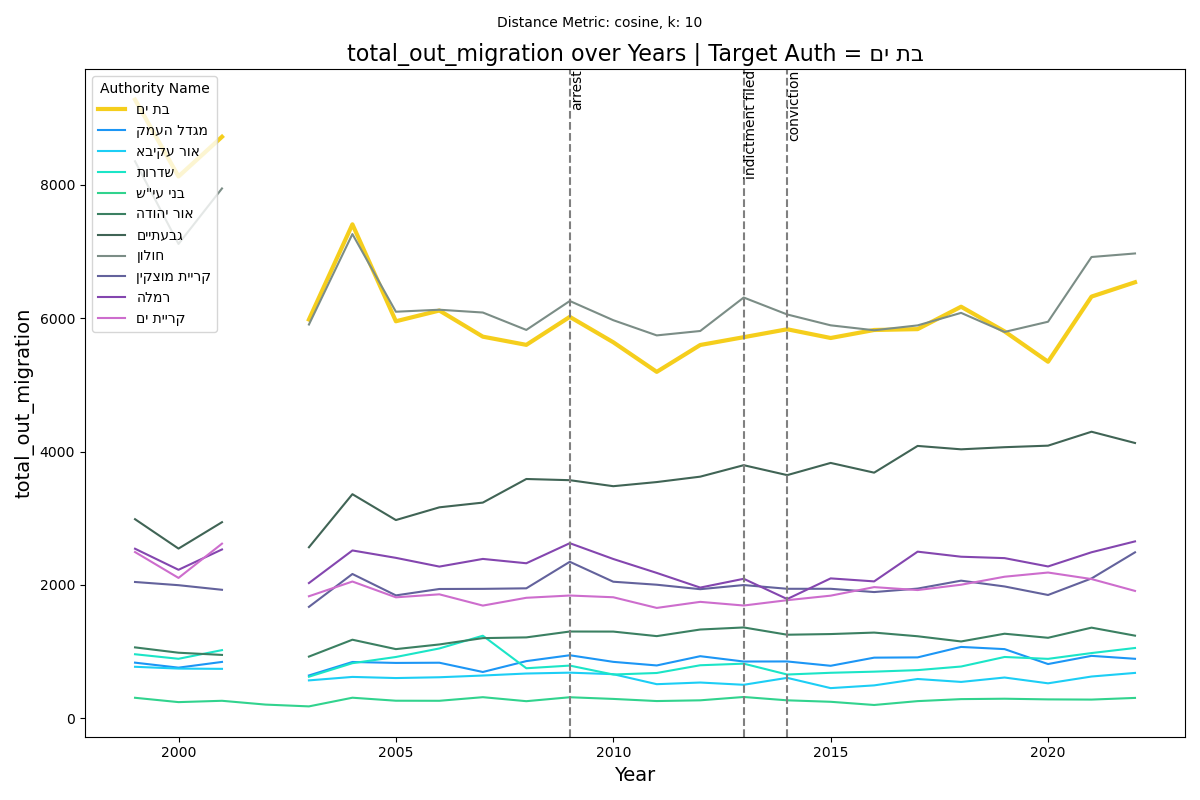 Distance Metric: cosine, k: 10
total_out_migration over Years | Target Auth = בת ים
Authority Name
בת ים
מגדל העמק
אור עקיבא
שדרות
בני עי"ש
אור יהודה
גבעתיים
חולון
קריית מוצקין
רמלה
קריית ים
arrest
indictment filed
conviction
total_out_migration
8000
6000
4000
2000
0
2000
2005
2010
2015
2020
Year